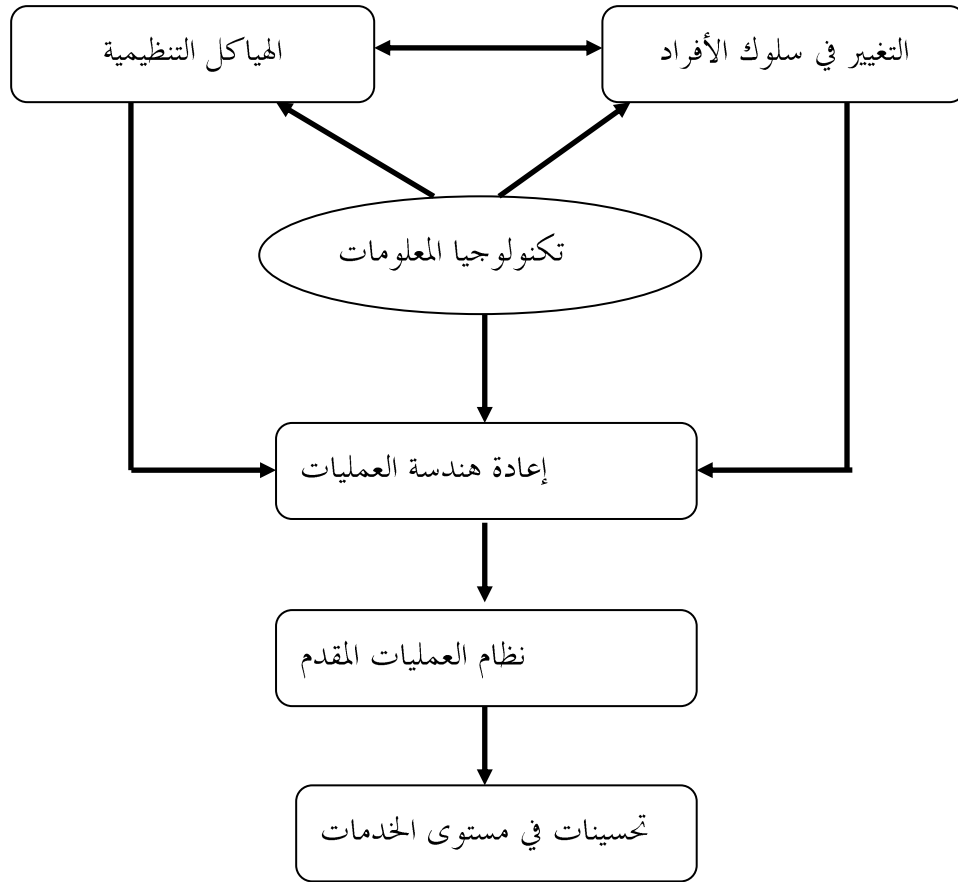 التغيير في سلوك الأفراد
الهياكل التنظيمية
تكنولوجيا المعلومات
إعادة هندسة العمليات
نظام العمليات المقدم
تحسينات في مستوى الخدمات